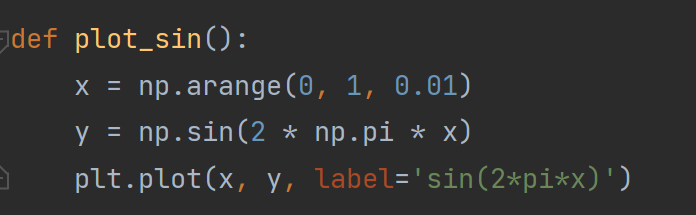 def plot_sin():
    x = np.arange(0, 1, 0.01)
    y = np.sin(2 * np.pi * x)
    plt.plot(x, y, label='sin(2*pi*x)')